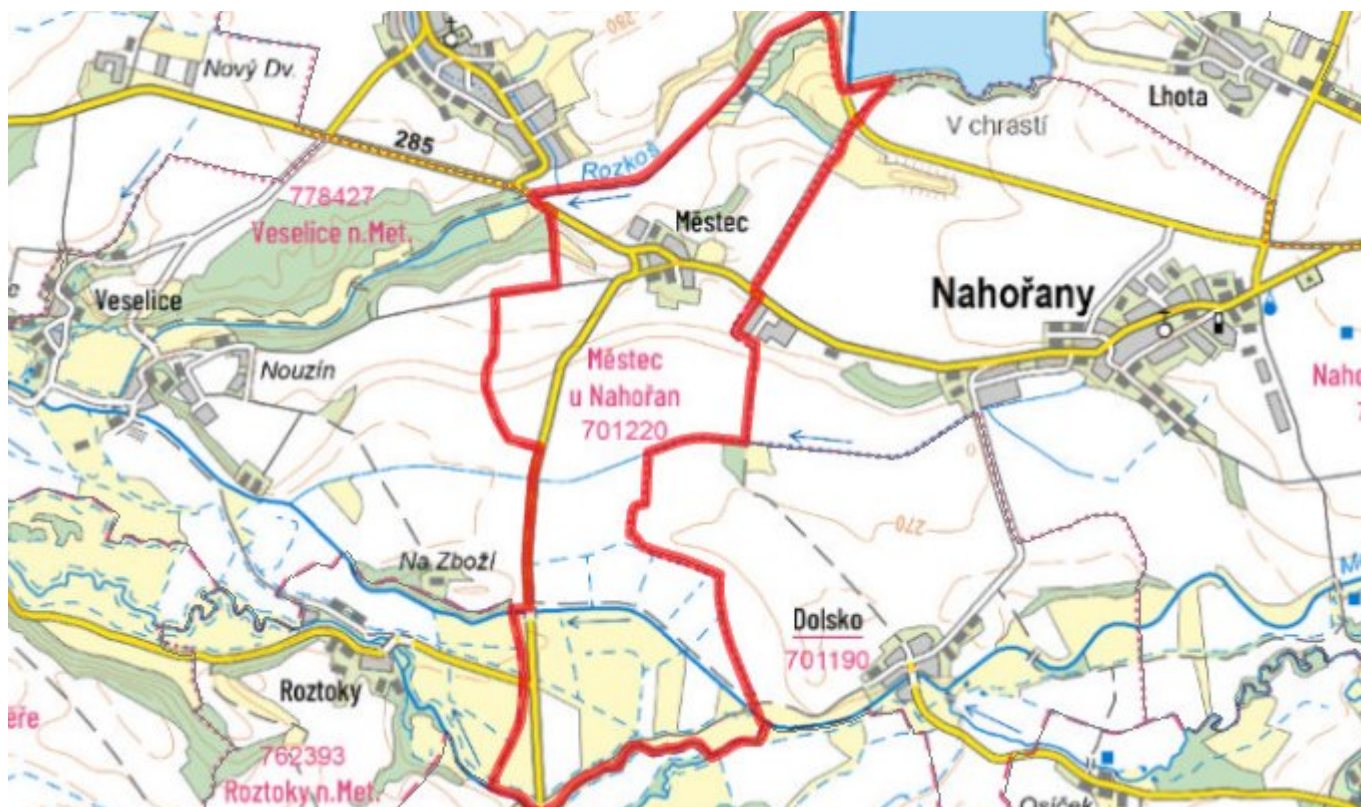 Nový Dv.
Lhota
V chrastí
285
Rozkoš
778427
Veselice n.Met.
Městec
Nahořany
Veselice
Nouzín
Městec
u Nahořan
701220
270
Na Zboží
Dolsko
701190
Roztoky
762393
Roztoky n.Met.